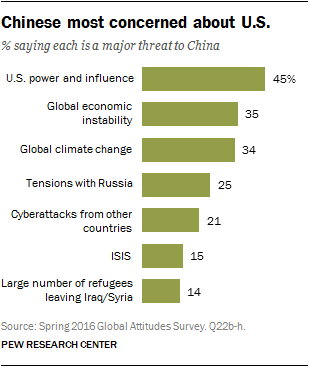 Chinese most concerned about U.S.
% saying each is a major threat to China
U.S. power and influence 45%
Global economic
instability 35
Global climate change 34
Tensions with Russia 25
Cyberattacks from other
countries 21
ISIS 15
Large number of refugees
leaving Iraq/Syria 14
Source: Spring 2016 Global Attitudes Survey. Q22b-h.
PEW RESEARCH CENTER